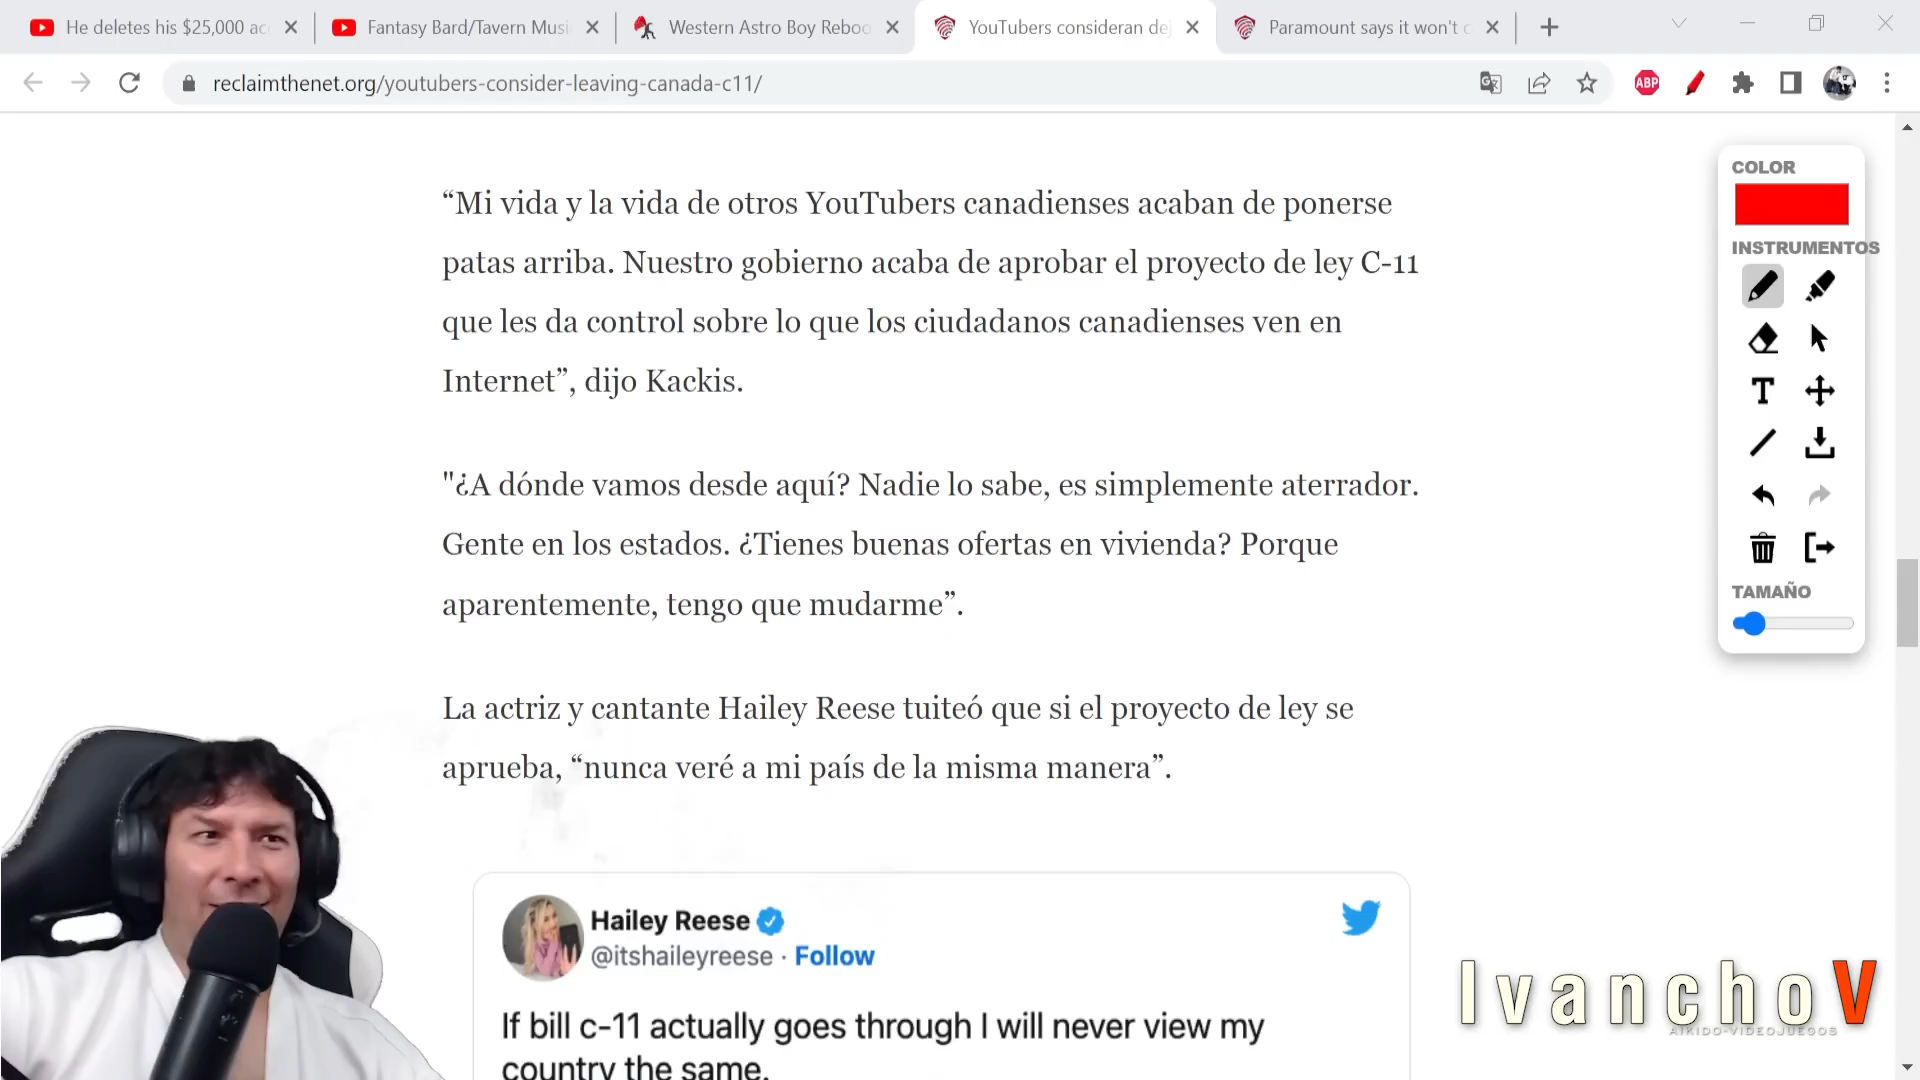 He deletes his $25,000 ac
Fantasy Bard/Tavern Musi
Western Astro Boy Reboo
YouTubers consideran de
Paramount says it won't c
reclaimthenet.org/youtubers-consider-leaving-canada-c11/
ABP
“Mi vida y la vida de otros YouTubers canadienses acaban de ponerse
patas arriba. Nuestro gobierno acaba de aprobar el proyecto de ley C-11
que les da control sobre lo que los ciudadanos canadienses ven en
Internet”, dijo Kackis.
"¿A dónde vamos desde aquí? Nadie lo sabe, es simplemente aterrador.
Gente en los estados. ¿Tienes buenas ofertas en vivienda? Porque
aparentemente, tengo que mudarme”.
La actriz y cantante Hailey Reese tuiteó que si el proyecto de ley se
aprueba, “nunca veré a mi país de la misma manera”.
Hailey Reese
@itshaileyreese · Follow
If bill c-11 actually goes through I will never view my
country the same.
COLOR
INSTRUMENTOS
T
TAMAÑO
IvanchoV
AIKIDO-VIDEOJUEGOS